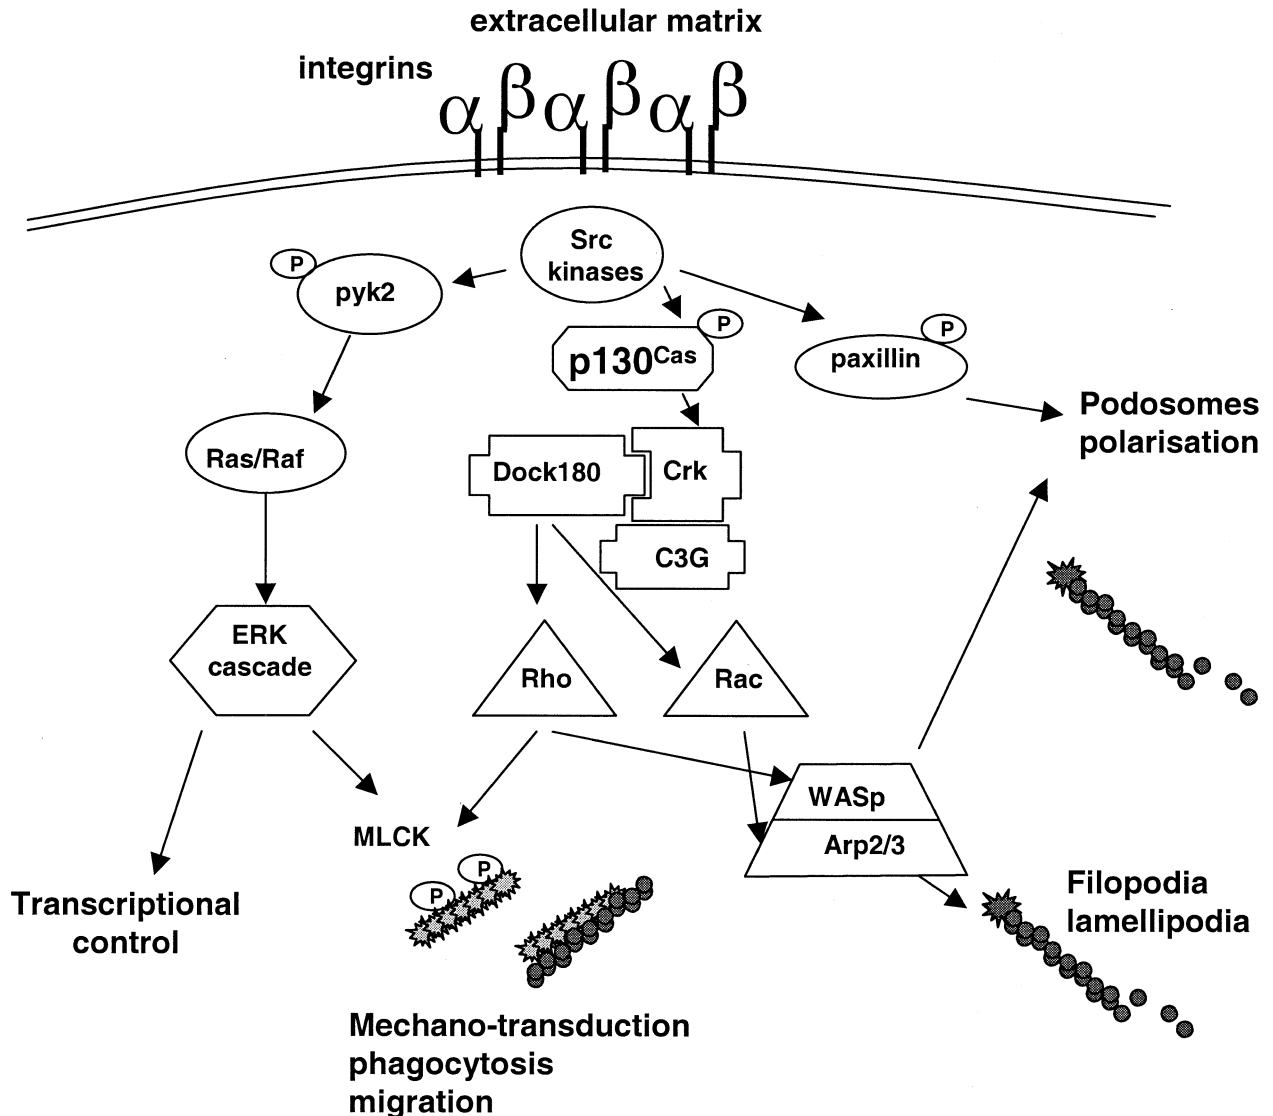 extracellular matrix
integrins
α β α β α β
Src
kinases
P
pyk2
P
p130Cas
P
paxillin
Podosomes
polarisation
Ras/Raf
Dock180
Crk
C3G
ERK
cascade
Rho
Rac
WASp
Arp2/3
MLCK
P
P
Transcriptional
control
Filopodia
lamellipodia
Mechano-transduction
phagocytosis
migration